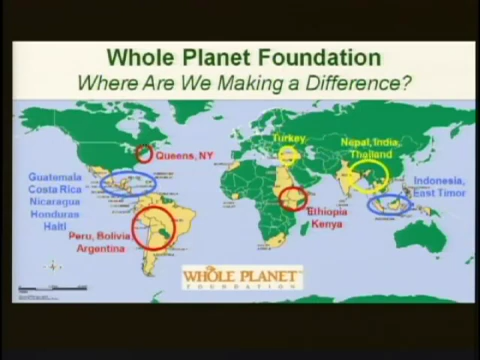 Whole Planet Foundation
Where Are We Making a Difference?
Queens, NY
Turkey
Nepal, India,
Thailand
Guatemala
Costa Rica
Nicaragua
Honduras
Haiti
Indonesia,
East Timor
Ethiopia
Kenya
Peru, Bolivia
Argentina
WHOLE PLANET
FOUNDATION